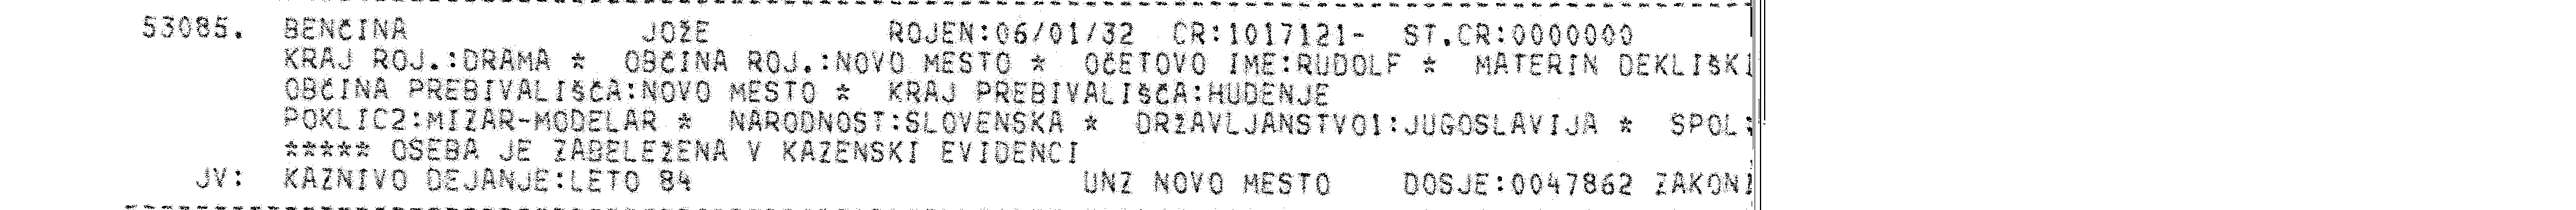 53085. BENČINA JOŽE ROJEN:06/01/32 CR:1017121- ST.CR:0000000
KRAJ ROJ.:DRAMA * OBČINA ROJ.:NOVO MESTO * OČETOVO IME:RUDOLF * MATERIN DEKLIŠKI
OBČINA PREBIVALIŠČA:NOVO MESTO * KRAJ PREBIVALIŠČA:HUDENJE
POKLIC2:MIZAR-MODELAR * NARODNOST:SLOVENSKA * DRŽAVLJANSTVO1:JUGOSLAVIJA * SPOL:
***** OSEBA JE ZABELEŽENA V KAZENSKI EVIDENCI
JV: KAZNIVO DEJANJE:LETO 84 UNZ NOVO MESTO DOSJE:0047862 ZAKONI